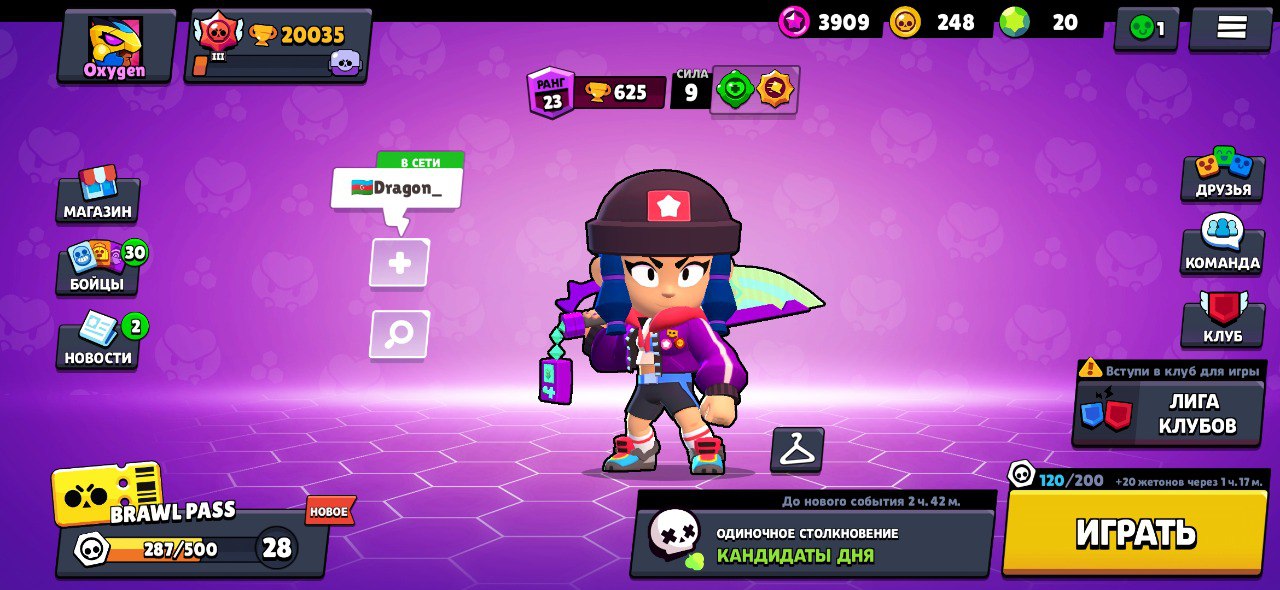 Oxygen
III
20035
3909
248
20
1
РАНГ
23
625
СИЛА
9
В СЕТИ
🇦🇿Dragon_
МАГАЗИН
30
БОЙЦЫ
2
НОВОСТИ
ДРУЗЬЯ
КОМАНДА
КЛУБ
Вступи в клуб для игры
ЛИГА
КЛУБОВ
BRAWL PASS
НОВОЕ
287/500
28
До нового события 2 ч. 42 м.
ОДИНОЧНОЕ СТОЛКНОВЕНИЕ
КАНДИДАТЫ ДНЯ
120/200
+20 жетонов через 1 ч. 17 м.
ИГРАТЬ